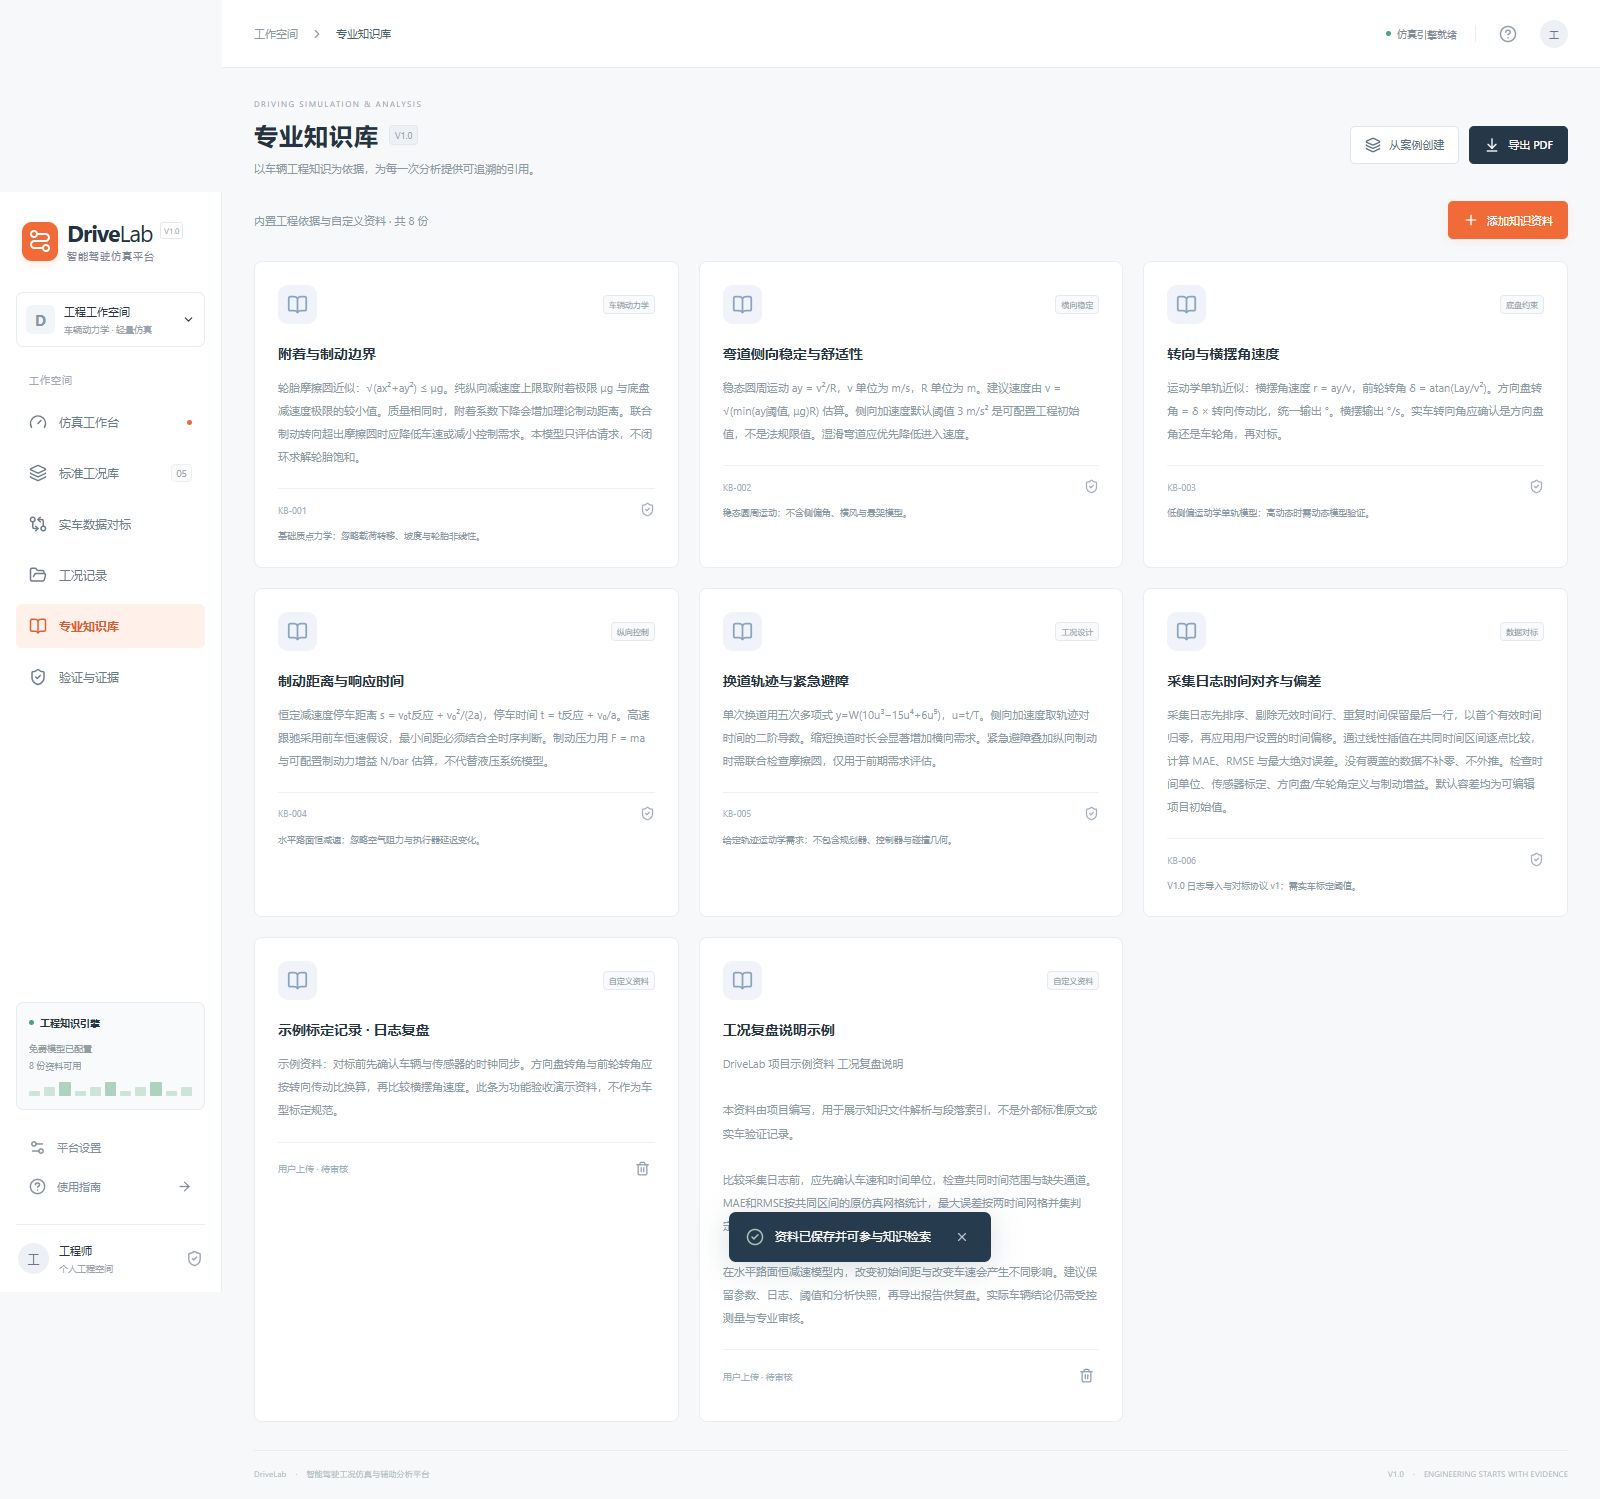 工作空间
专业知识库
仿真引擎就绪
工
DRIVING SIMULATION & ANALYSIS
专业知识库
V1.0
以车辆工程知识为依据，为每一次分析提供可追溯的引用。
从案例创建
导出 PDF
DriveLab
V1.0
智能驾驶仿真平台
D
工程工作空间
车辆动力学 · 轻量仿真
工作空间
仿真工作台
标准工况库
05
实车数据对标
工况记录
专业知识库
验证与证据
工程知识引擎
免费模型已配置
8 份资料可用
平台设置
使用指南
工
工程师
个人工程空间
内置工程依据与自定义资料 · 共 8 份
添加知识资料
车辆动力学
附着与制动边界
轮胎摩擦圆近似：√(ax²+ay²) ≤ μg。纯纵向减速度上限取附着极限 μg 与底盘
减速度极限的较小值。质量相同时，附着系数下降会增加理论制动距离。联合
制动转向超出摩擦圆时应降低车速或减小控制需求。本模型只评估请求，不闭
环求解轮胎饱和。
KB-001
基础质点力学；忽略载荷转移、坡度与轮胎非线性。
横向稳定
弯道侧向稳定与舒适性
稳态圆周运动 ay = v²/R，v 单位为 m/s，R 单位为 m。建议速度由 v =
√(min(ay阈值, μg)R) 估算。侧向加速度默认阈值 3 m/s² 是可配置工程初始
值，不是法规限值。湿滑弯道应优先降低进入速度。
KB-002
稳态圆周运动；不含侧偏角、横风与悬架模型。
底盘约束
转向与横摆角速度
运动学单轨近似：横摆角速度 r = ay/v，前轮转角 δ = atan(Lay/v²)。方向盘转
角 = δ × 转向传动比，统一输出 °。横摆输出 °/s。实车转向角应确认是方向盘
角还是车轮角，再对标。
KB-003
低侧偏运动学单轨模型；高动态时需动态模型验证。
纵向控制
制动距离与响应时间
恒定减速度停车距离 s = v₀t反应 + v₀²/(2a)，停车时间 t = t反应 + v₀/a。高速
跟驰采用前车恒速假设，最小间距必须结合全时序判断。制动压力用 F = ma
与可配置制动力增益 N/bar 估算，不代替液压系统模型。
KB-004
水平路面恒减速；忽略空气阻力与执行器延迟变化。
工况设计
换道轨迹与紧急避障
单次换道用五次多项式 y=W(10u³−15u⁴+6u⁵)，u=t/T。侧向加速度取轨迹对
时间的二阶导数。缩短换道时长会显著增加横向需求。紧急避障叠加纵向制动
时需联合检查摩擦圆，仅用于前期需求评估。
KB-005
给定轨迹运动学需求；不包含规划器、控制器与碰撞几何。
数据对标
采集日志时间对齐与偏差
采集日志先排序、剔除无效时间行、重复时间保留最后一行，以首个有效时间
归零，再应用用户设置的时间偏移。通过线性插值在共同时间区间逐点比较，
计算 MAE、RMSE 与最大绝对误差。没有覆盖的数据不补零、不外推。检查时
间单位、传感器标定、方向盘/车轮角定义与制动增益。默认容差均为可编辑
项目初始值。
KB-006
V1.0 日志导入与对标协议 v1；需实车标定阈值。
自定义资料
示例标定记录 · 日志复盘
示例资料：对标前先确认车辆与传感器的时钟同步。方向盘转角与前轮转角应
按转向传动比换算，再比较横摆角速度。此条为功能验收演示资料，不作为车
型标定规范。
用户上传 · 待审核
自定义资料
工况复盘说明示例
DriveLab 项目示例资料 工况复盘说明
本资料由项目编写，用于展示知识文件解析与段落索引，不是外部标准原文或
实车验证记录。
比较采集日志前，应先确认车速和时间单位，检查共同时间范围与缺失通道。
MAE和RMSE按共同区间的原仿真网格统计，最大误差按两时间网格并集判
资料已保存并可参与知识检索
在水平路面恒减速模型内，改变初始间距与改变车速会产生不同影响。建议保
留参数、日志、阈值和分析快照，再导出报告供复盘。实际车辆结论仍需受控
测量与专业审核。
用户上传 · 待审核
DriveLab · 智能驾驶工况仿真与辅助分析平台
V1.0 · ENGINEERING STARTS WITH EVIDENCE